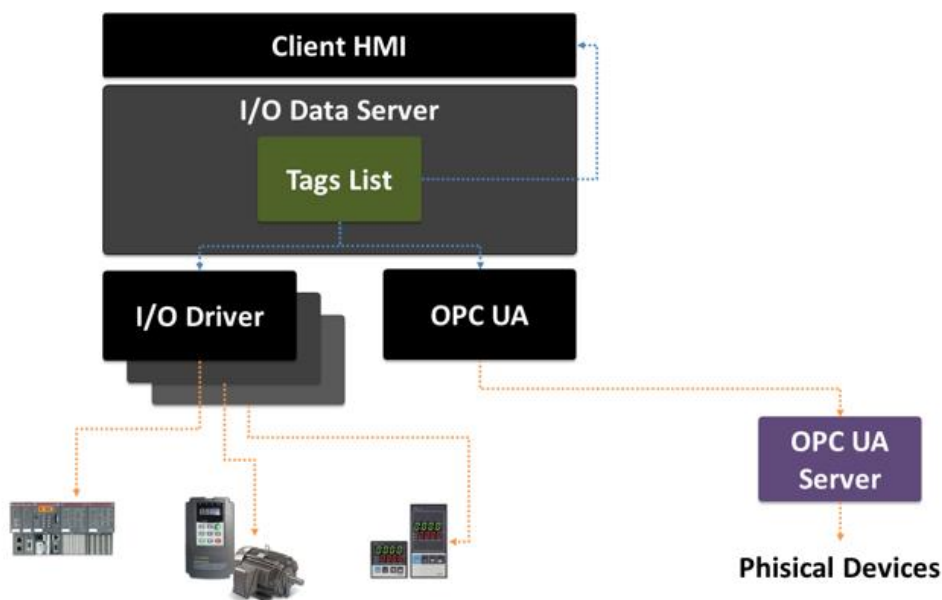 Client HMI
I/O Data Server
Tags List
I/O Driver
OPC UA
OPC UA
Server
Phisical Devices